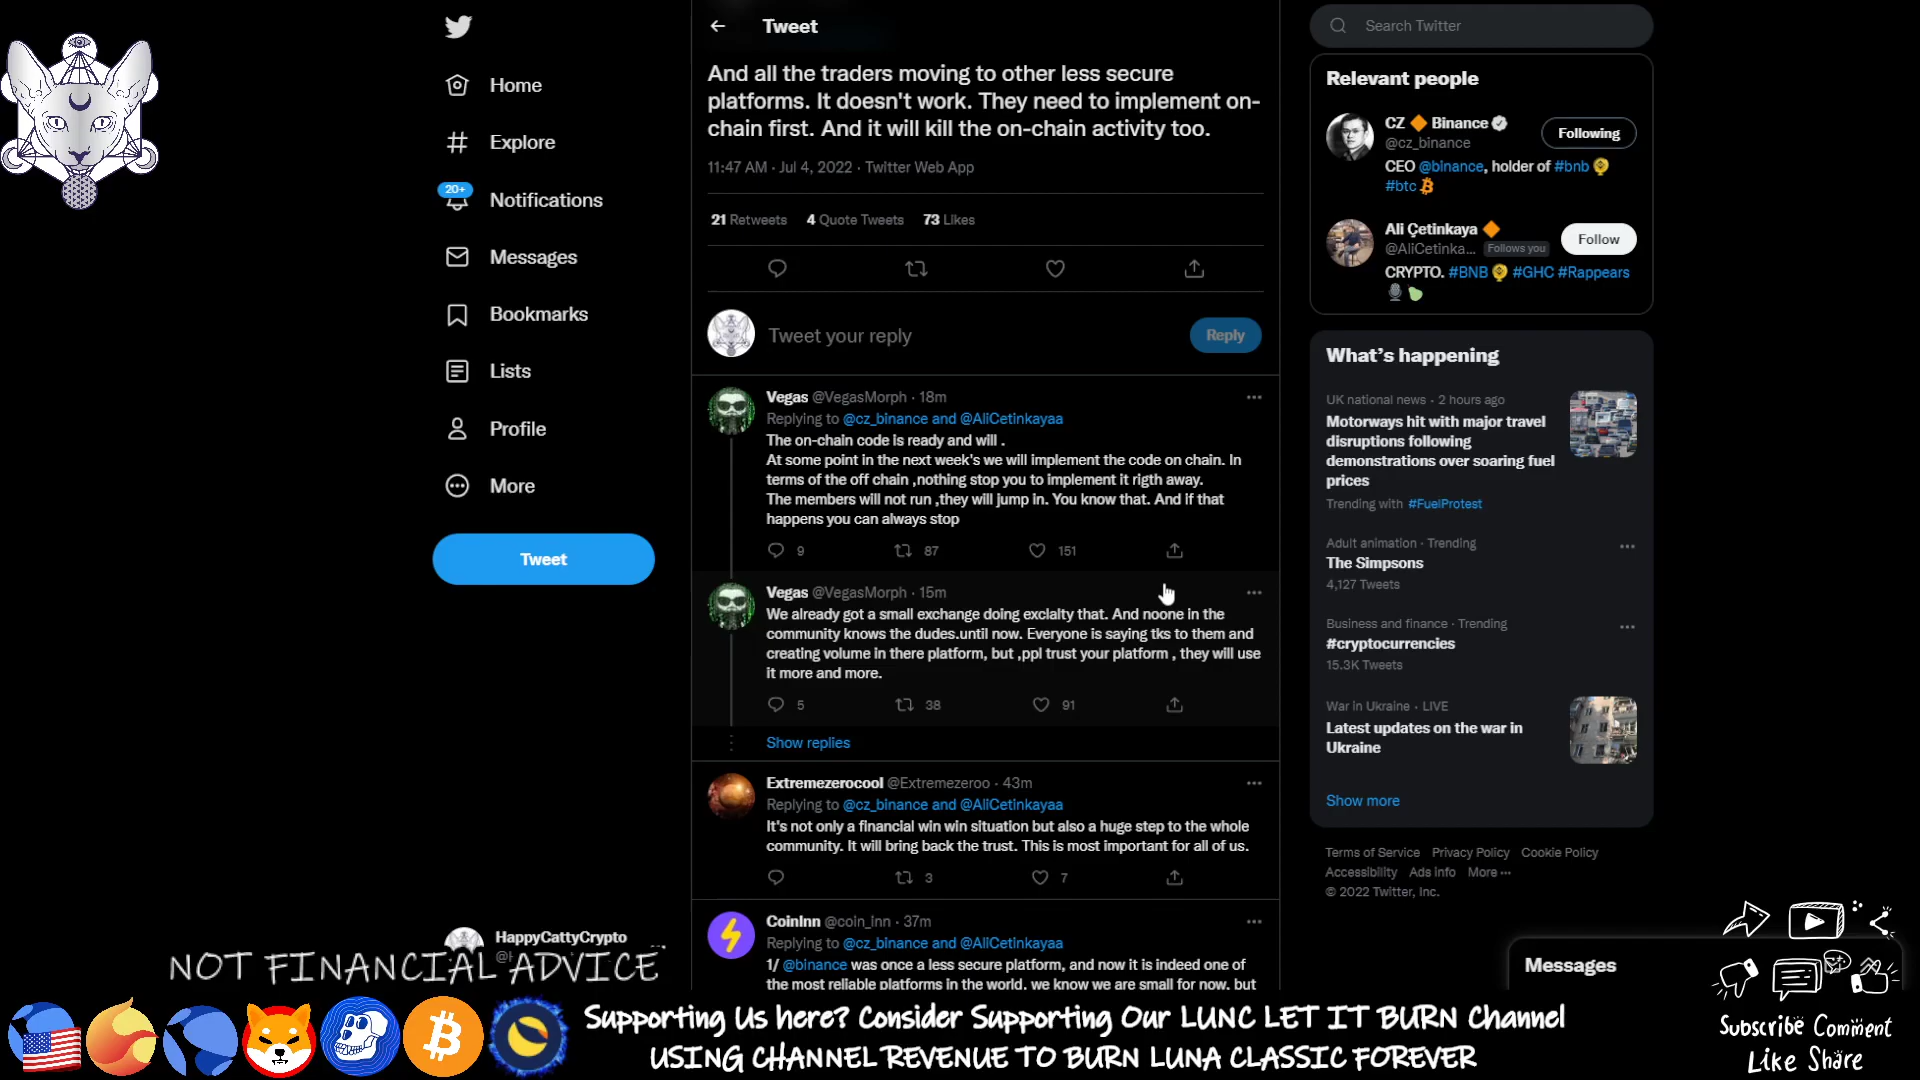 Home
Explore
20+
Notifications
Messages
Bookmarks
Lists
Profile
More
Tweet
HappyCattyCrypto
NOT FINANCIAL ADVICE
Tweet
And all the traders moving to other less secure
platforms. It doesn't work. They need to implement on-
chain first. And it will kill the on-chain activity too.
11:47 AM · Jul 4, 2022 · Twitter Web App
21 Retweets 4 Quote Tweets 73 Likes
Tweet your reply
Reply
Vegas @VegasMorph · 18m
Replying to @cz_binance and @AliCetinkayaa
The on-chain code is ready and will .
At some point in the next week's we will implement the code on chain. In
terms of the off chain ,nothing stop you to implement it rigth away.
The members will not run ,they will jump in. You know that. And if that
happens you can always stop
9 87 151
Vegas @VegasMorph · 15m
We already got a small exchange doing exclalty that. And noone in the
community knows the dudes.until now. Everyone is saying tks to them and
creating volume in there platform, but ,ppl trust your platform , they will use
it more and more.
5 38 91
Show replies
Extremezerocool @Extremezeroo · 43m
Replying to @cz_binance and @AliCetinkayaa
It's not only a financial win win situation but also a huge step to the whole
community. It will bring back the trust. This is most important for all of us.
3 7
CoinInn @coin_inn · 37m
Replying to @cz_binance and @AliCetinkayaa
1/ @binance was once a less secure platform, and now it is indeed one of
the most reliable platforms in the world, we know we are small for now, but
Search Twitter
Relevant people
CZ 🔶 Binance
@cz_binance
Following
CEO @binance, holder of #bnb
#btc
Ali Çetinkaya 🔶
@AliCetinka... Follows you
Follow
CRYPTO. #BNB #GHC #Rappears
What's happening
UK national news · 2 hours ago
Motorways hit with major travel
disruptions following
demonstrations over soaring fuel
prices
Trending with #FuelProtest
Adult animation · Trending
The Simpsons
4,127 Tweets
Business and finance · Trending
#cryptocurrencies
15.3K Tweets
War in Ukraine · LIVE
Latest updates on the war in
Ukraine
Show more
Terms of Service Privacy Policy Cookie Policy
Accessibility Ads info More ···
© 2022 Twitter, Inc.
Messages
Supporting Us here? Consider Supporting Our LUNC LET IT BURN Channel
USING CHANNEL REVENUE TO BURN LUNA CLASSIC FOREVER
Subscribe Comment
Like Share